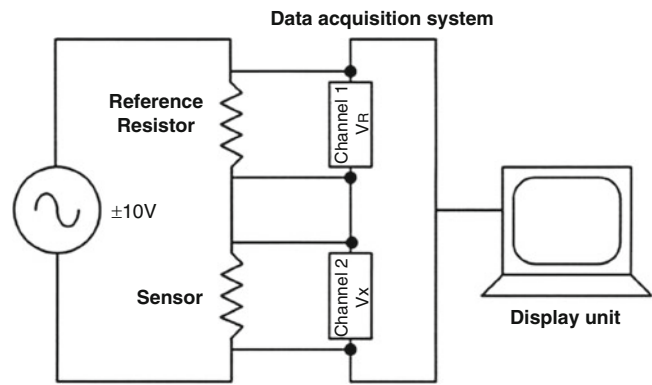 Data acquisition system
Reference
Resistor
Channel 1
VR
±10V
Sensor
Channel 2
Vx
Display unit